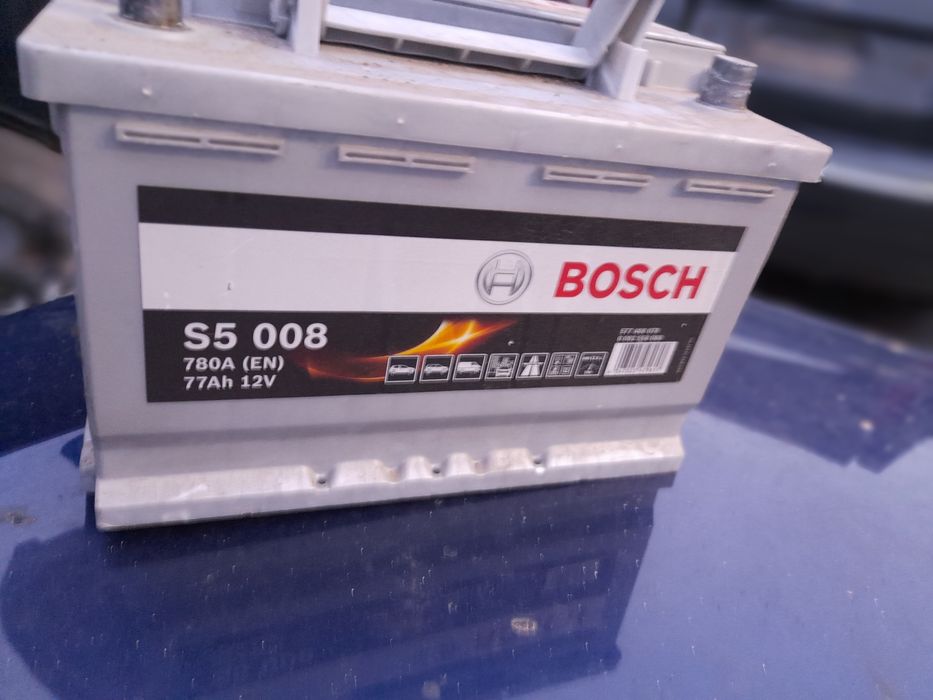 BOSCH
S5 008
780A (EN)
77Ah 12V